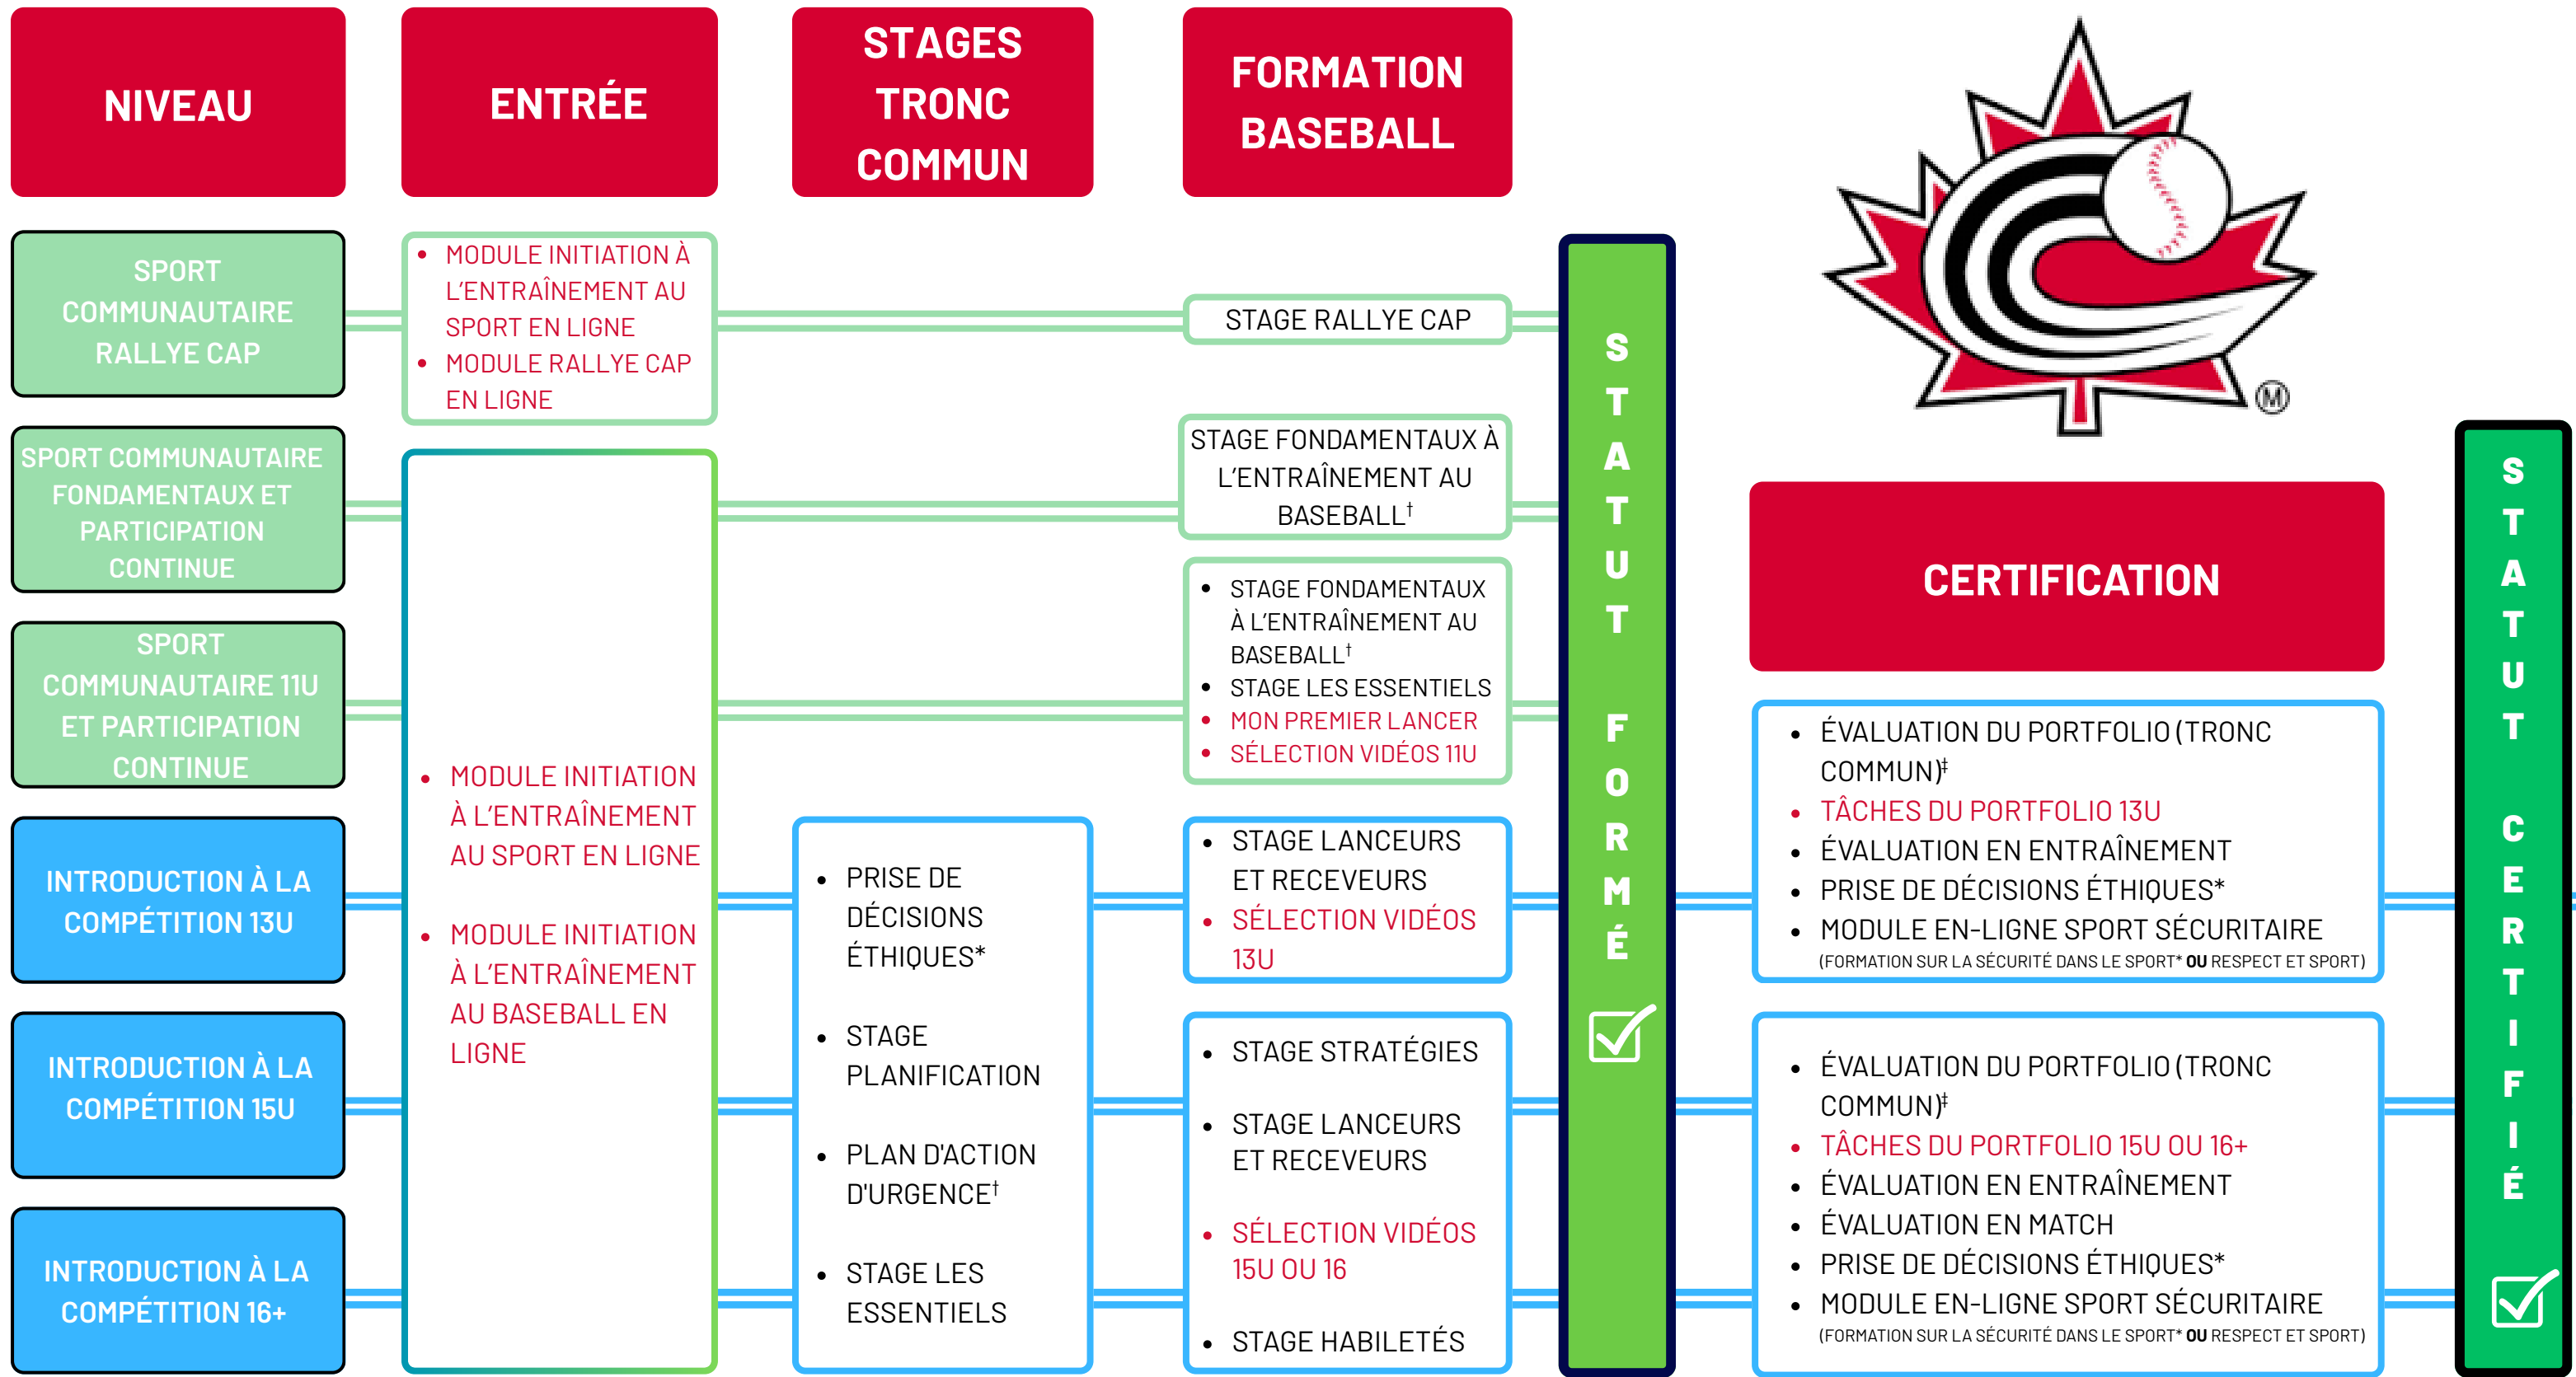 NIVEAU
ENTRÉE
STAGES
TRONC
COMMUN
FORMATION
BASEBALL
SPORT
COMMUNAUTAIRE
RALLYE CAP
• MODULE INITIATION À
L'ENTRAÎNEMENT AU
SPORT EN LIGNE
• MODULE RALLYE CAP
EN LIGNE
STAGE RALLYE CAP
SPORT COMMUNAUTAIRE
FONDAMENTAUX ET
PARTICIPATION
CONTINUE
STAGE FONDAMENTAUX À
L'ENTRAÎNEMENT AU
BASEBALL†
SPORT
COMMUNAUTAIRE 11U
ET PARTICIPATION
CONTINUE
• STAGE FONDAMENTAUX
À L'ENTRAÎNEMENT AU
BASEBALL†
• STAGE LES ESSENTIELS
• MON PREMIER LANCER
• SÉLECTION VIDÉOS 11U
• MODULE INITIATION
À L'ENTRAÎNEMENT
AU SPORT EN LIGNE
• MODULE INITIATION
À L'ENTRAÎNEMENT
AU BASEBALL EN
LIGNE
INTRODUCTION À LA
COMPÉTITION 13U
INTRODUCTION À LA
COMPÉTITION 15U
INTRODUCTION À LA
COMPÉTITION 16+
• PRISE DE
DÉCISIONS
ÉTHIQUES*
• STAGE
PLANIFICATION
• PLAN D'ACTION
D'URGENCE†
• STAGE LES
ESSENTIELS
• STAGE LANCEURS
ET RECEVEURS
• SÉLECTION VIDÉOS
13U
• STAGE STRATÉGIES
• STAGE LANCEURS
ET RECEVEURS
• SÉLECTION VIDÉOS
15U OU 16
• STAGE HABILETÉS
STATUT FORMÉ
M
CERTIFICATION
• ÉVALUATION DU PORTFOLIO (TRONC
COMMUN)‡
• TÂCHES DU PORTFOLIO 13U
• ÉVALUATION EN ENTRAÎNEMENT
• PRISE DE DÉCISIONS ÉTHIQUES*
• MODULE EN-LIGNE SPORT SÉCURITAIRE
(FORMATION SUR LA SÉCURITÉ DANS LE SPORT* OU RESPECT ET SPORT)
• ÉVALUATION DU PORTFOLIO (TRONC
COMMUN)‡
• TÂCHES DU PORTFOLIO 15U OU 16+
• ÉVALUATION EN ENTRAÎNEMENT
• ÉVALUATION EN MATCH
• PRISE DE DÉCISIONS ÉTHIQUES*
• MODULE EN-LIGNE SPORT SÉCURITAIRE
(FORMATION SUR LA SÉCURITÉ DANS LE SPORT* OU RESPECT ET SPORT)
STATUT CERTIFIÉ